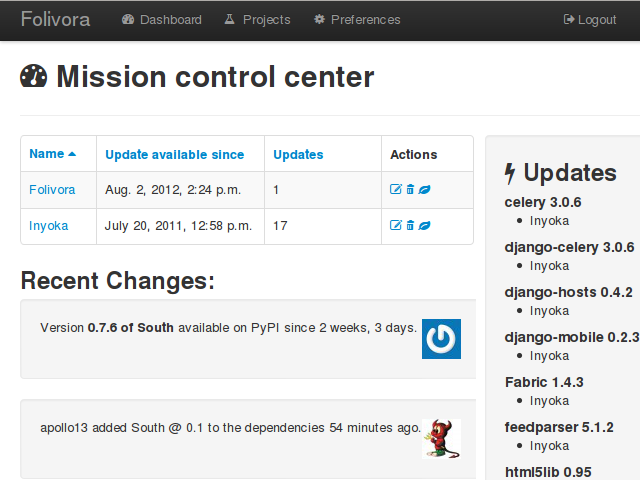 Folivora Dashboard Projects Preferences Logout
Mission control center
Name Update available since Updates Actions
Folivora Aug. 2, 2012, 2:24 p.m. 1
Inyoka July 20, 2011, 12:58 p.m. 17
Recent Changes:
Version 0.7.6 of South available on PyPI since 2 weeks, 3 days.
apollo13 added South @ 0.1 to the dependencies 54 minutes ago.
Updates
celery 3.0.6
Inyoka
django-celery 3.0.6
Inyoka
django-hosts 0.4.2
Inyoka
django-mobile 0.2.3
Inyoka
Fabric 1.4.3
Inyoka
feedparser 5.1.2
Inyoka
html5lib 0.95